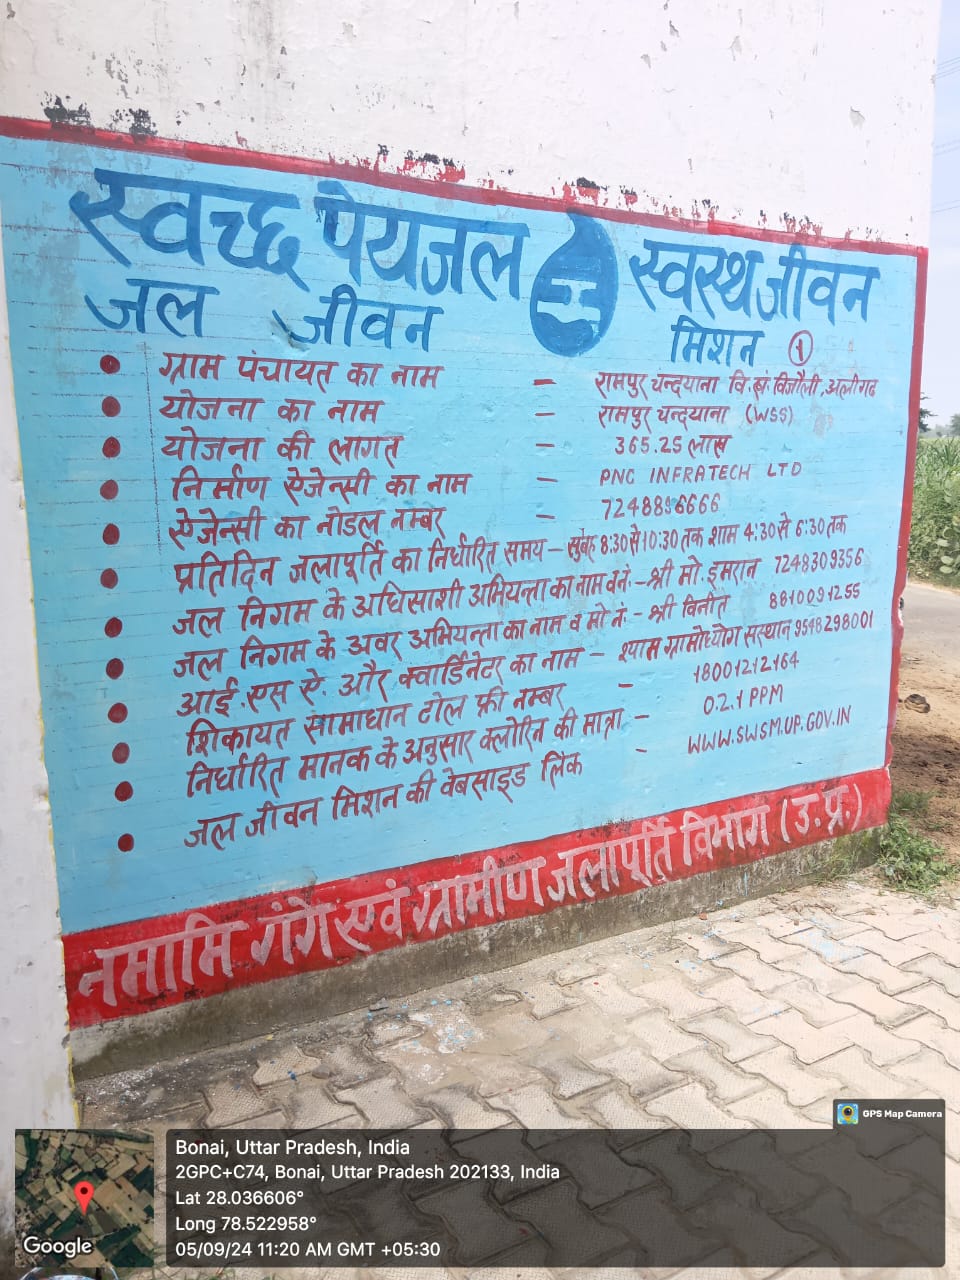 स्वच्छ पेयजल स्वस्थ जीवन
जल जीवन मिशन १
ग्राम पंचायत का नाम – रामपुर चन्दयाना वि.खं. विजौली, अलीगढ
योजना का नाम – रामपुर चन्दयाना (WSS)
योजना की लागत – 365.25 लाख
निर्माण ऐजेन्सी का नाम – PNC INFRATECH LTD
ऐजेन्सी का नोडल नम्बर – 7248896666
प्रतिदिन जलापूर्ति का निर्धारित समय – सुबह 8:30 से 10:30 तक शाम 4:30 से 6:30 तक
जल निगम के अधिसाशी अभियन्ता का नाम व नं: – श्री मो. इमरान 7248309356
जल निगम के अवर अभियन्ता का नाम व मो नं: – श्री विनीत 8810091255
आई.एस ऐ. और क्वार्डिनेटर का नाम – श्याम ग्रामोध्योग संस्थान 9548298001
शिकायत सामाधान टोल फ्री नम्बर – 18001212164
निर्धारित मानक के अनुसार क्लोरिन की मात्रा – 0.2.1 PPM
जल जीवन मिशन की वेबसाइड लिंक - WWW.SWSM.UP.GOV.IN
नमामि गंगे एवं ग्रामीण जलापूर्ति विभाग (उ.प्र.)
GPS Map Camera
Bonai, Uttar Pradesh, India
2GPC+C74, Bonai, Uttar Pradesh 202133, India
Lat 28.036606°
Long 78.522958°
05/09/24 11:20 AM GMT +05:30
Google